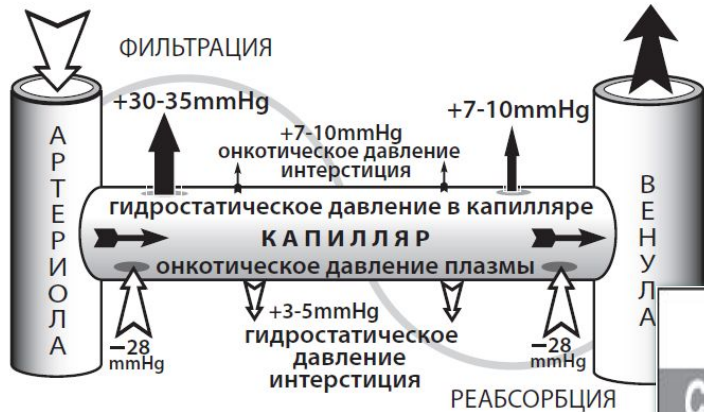 ФИЛЬТРАЦИЯ
+30-35mmHg
+7-10mmHg
онкотическое давление
интерстиция
+7-10mmHg
АРТЕРИОЛА
гидростатическое давление в капилляре
КАПИЛЛЯР
онкотическое давление плазмы
ВЕНУЛА
−28
mmHg
+3-5mmHg
гидростатическое
давление
интерстиция
−28
mmHg
РЕАБСОРБЦИЯ